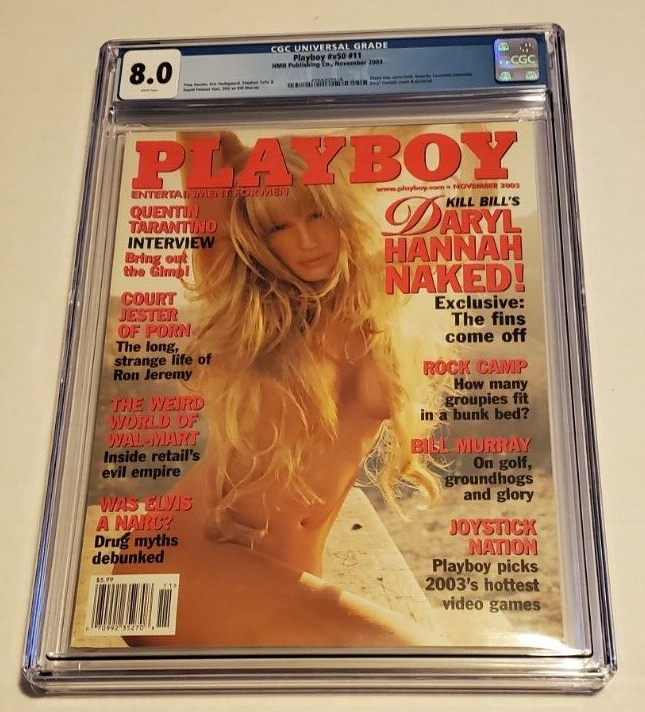 CGC UNIVERSAL GRADE
8.0
Playboy #v50 #11
HMH Publishing Co., November 2003
CGC
PLAYBOY
ENTERTAINMENT FOR MEN
www.playboy.com • NOVEMBER 2003
QUENTIN
TARANTINO
INTERVIEW
Bring out
the Gimp!
COURT
JESTER
OF PORN
The long,
strange life of
Ron Jeremy
THE WEIRD
WORLD OF
WAL-MART
Inside retail's
evil empire
WAS ELVIS
A NARC?
Drug myths
debunked
$5.99
11>
KILL BILL'S
DARYL
HANNAH
NAKED!
Exclusive:
The fins
come off
ROCK CAMP
How many
groupies fit
in a bunk bed?
BILL MURRAY
On golf,
groundhogs
and glory
JOYSTICK
NATION
Playboy picks
2003's hottest
video games